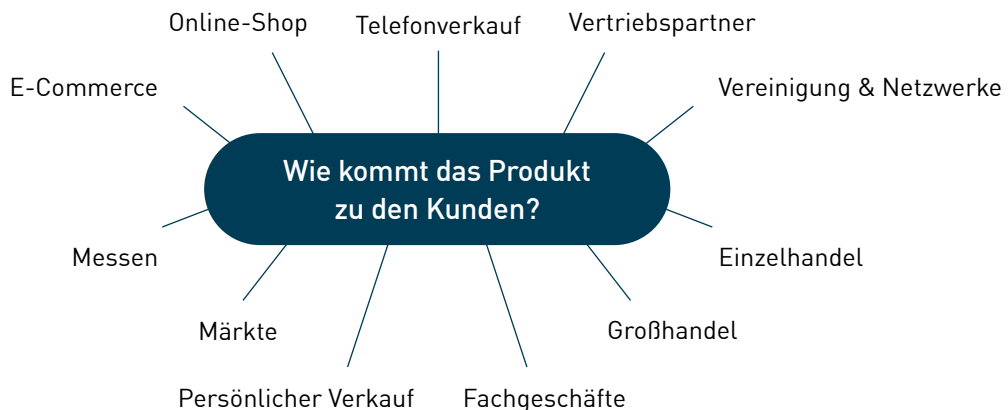 Online-Shop
Telefonverkauf
Vertriebspartner
E-Commerce
Vereinigung & Netzwerke
Wie kommt das Produkt
zu den Kunden?
Messen
Einzelhandel
Märkte
Großhandel
Persönlicher Verkauf
Fachgeschäfte